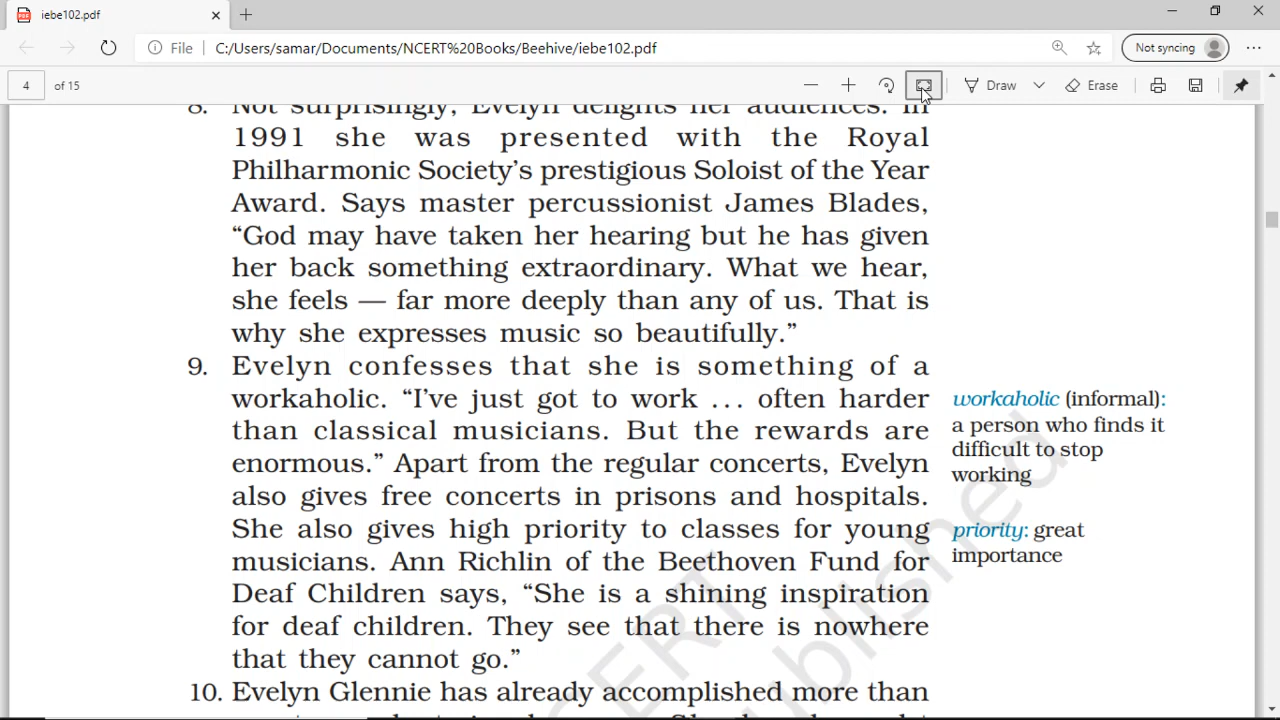 iebe102.pdf
File
C:/Users/samar/Documents/NCERT%20Books/Beehive/iebe102.pdf
Not syncing
4 of 15
Draw
Erase
8. Not surprisingly, Evelyn delights her audiences. In
1991 she was presented with the Royal
Philharmonic Society’s prestigious Soloist of the Year
Award. Says master percussionist James Blades,
“God may have taken her hearing but he has given
her back something extraordinary. What we hear,
she feels — far more deeply than any of us. That is
why she expresses music so beautifully.”
9. Evelyn confesses that she is something of a
workaholic. “I’ve just got to work ... often harder
than classical musicians. But the rewards are
enormous.” Apart from the regular concerts, Evelyn
also gives free concerts in prisons and hospitals.
She also gives high priority to classes for young
musicians. Ann Richlin of the Beethoven Fund for
Deaf Children says, “She is a shining inspiration
for deaf children. They see that there is nowhere
that they cannot go.”
10. Evelyn Glennie has already accomplished more than
workaholic (informal):
a person who finds it
difficult to stop
working
priority: great
importance